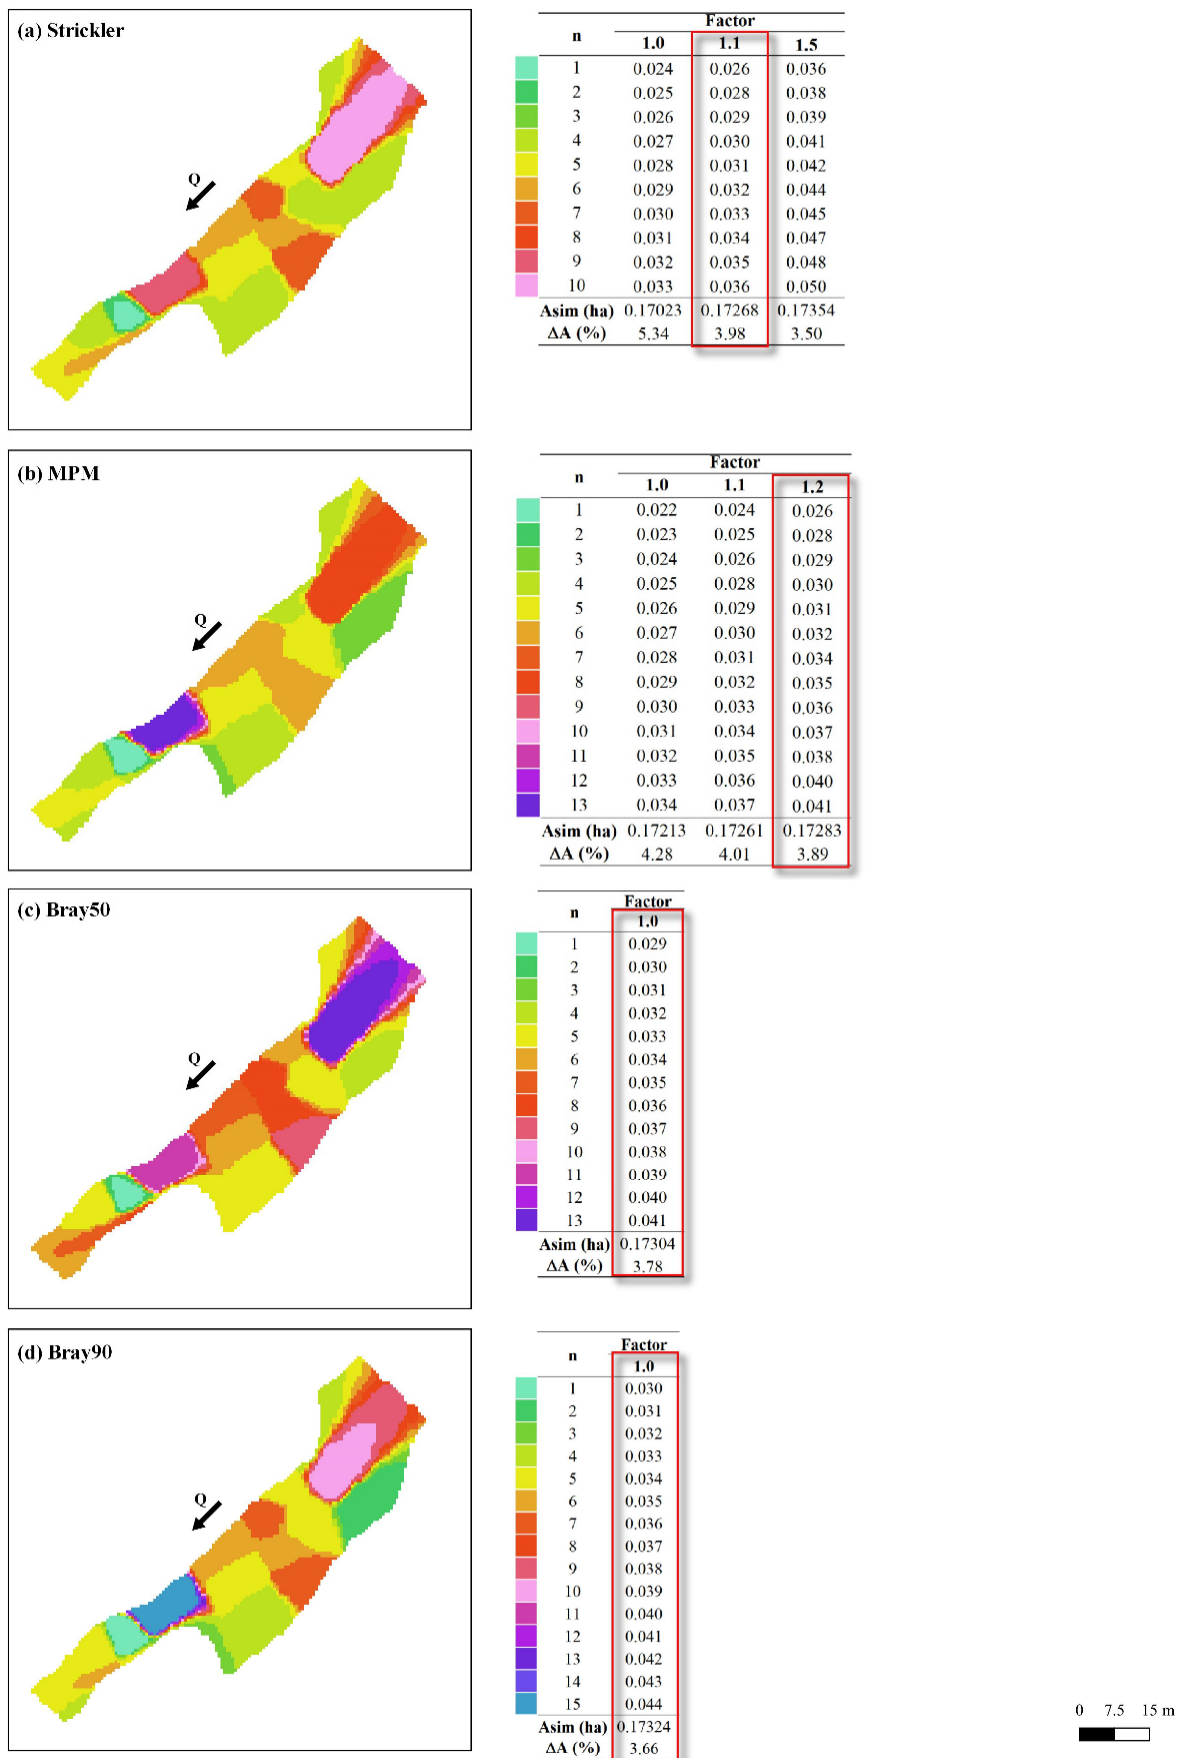 (a) Strickler
Q
Factor
n 1.0 1.1 1.5
1 0.024 0.026 0.036
2 0.025 0.028 0.038
3 0.026 0.029 0.039
4 0.027 0.030 0.041
5 0.028 0.031 0.042
6 0.029 0.032 0.044
7 0.030 0.033 0.045
8 0.031 0.034 0.047
9 0.032 0.035 0.048
10 0.033 0.036 0.050
Asim (ha) 0.17023 0.17268 0.17354
ΔA (%) 5.34 3.98 3.50
(b) MPM
Q
Factor
n 1.0 1.1 1.2
1 0.022 0.024 0.026
2 0.023 0.025 0.028
3 0.024 0.026 0.029
4 0.025 0.028 0.030
5 0.026 0.029 0.031
6 0.027 0.030 0.032
7 0.028 0.031 0.034
8 0.029 0.032 0.035
9 0.030 0.033 0.036
10 0.031 0.034 0.037
11 0.032 0.035 0.038
12 0.033 0.036 0.040
13 0.034 0.037 0.041
Asim (ha) 0.17213 0.17261 0.17283
ΔA (%) 4.28 4.01 3.89
(c) Bray50
Q
Factor
n 1.0
1 0.029
2 0.030
3 0.031
4 0.032
5 0.033
6 0.034
7 0.035
8 0.036
9 0.037
10 0.038
11 0.039
12 0.040
13 0.041
Asim (ha) 0.17304
ΔA (%) 3.78
(d) Bray90
Q
Factor
n 1.0
1 0.030
2 0.031
3 0.032
4 0.033
5 0.034
6 0.035
7 0.036
8 0.037
9 0.038
10 0.039
11 0.040
12 0.041
13 0.042
14 0.043
15 0.044
Asim (ha) 0.17324
ΔA (%) 3.66
0 7.5 15 m